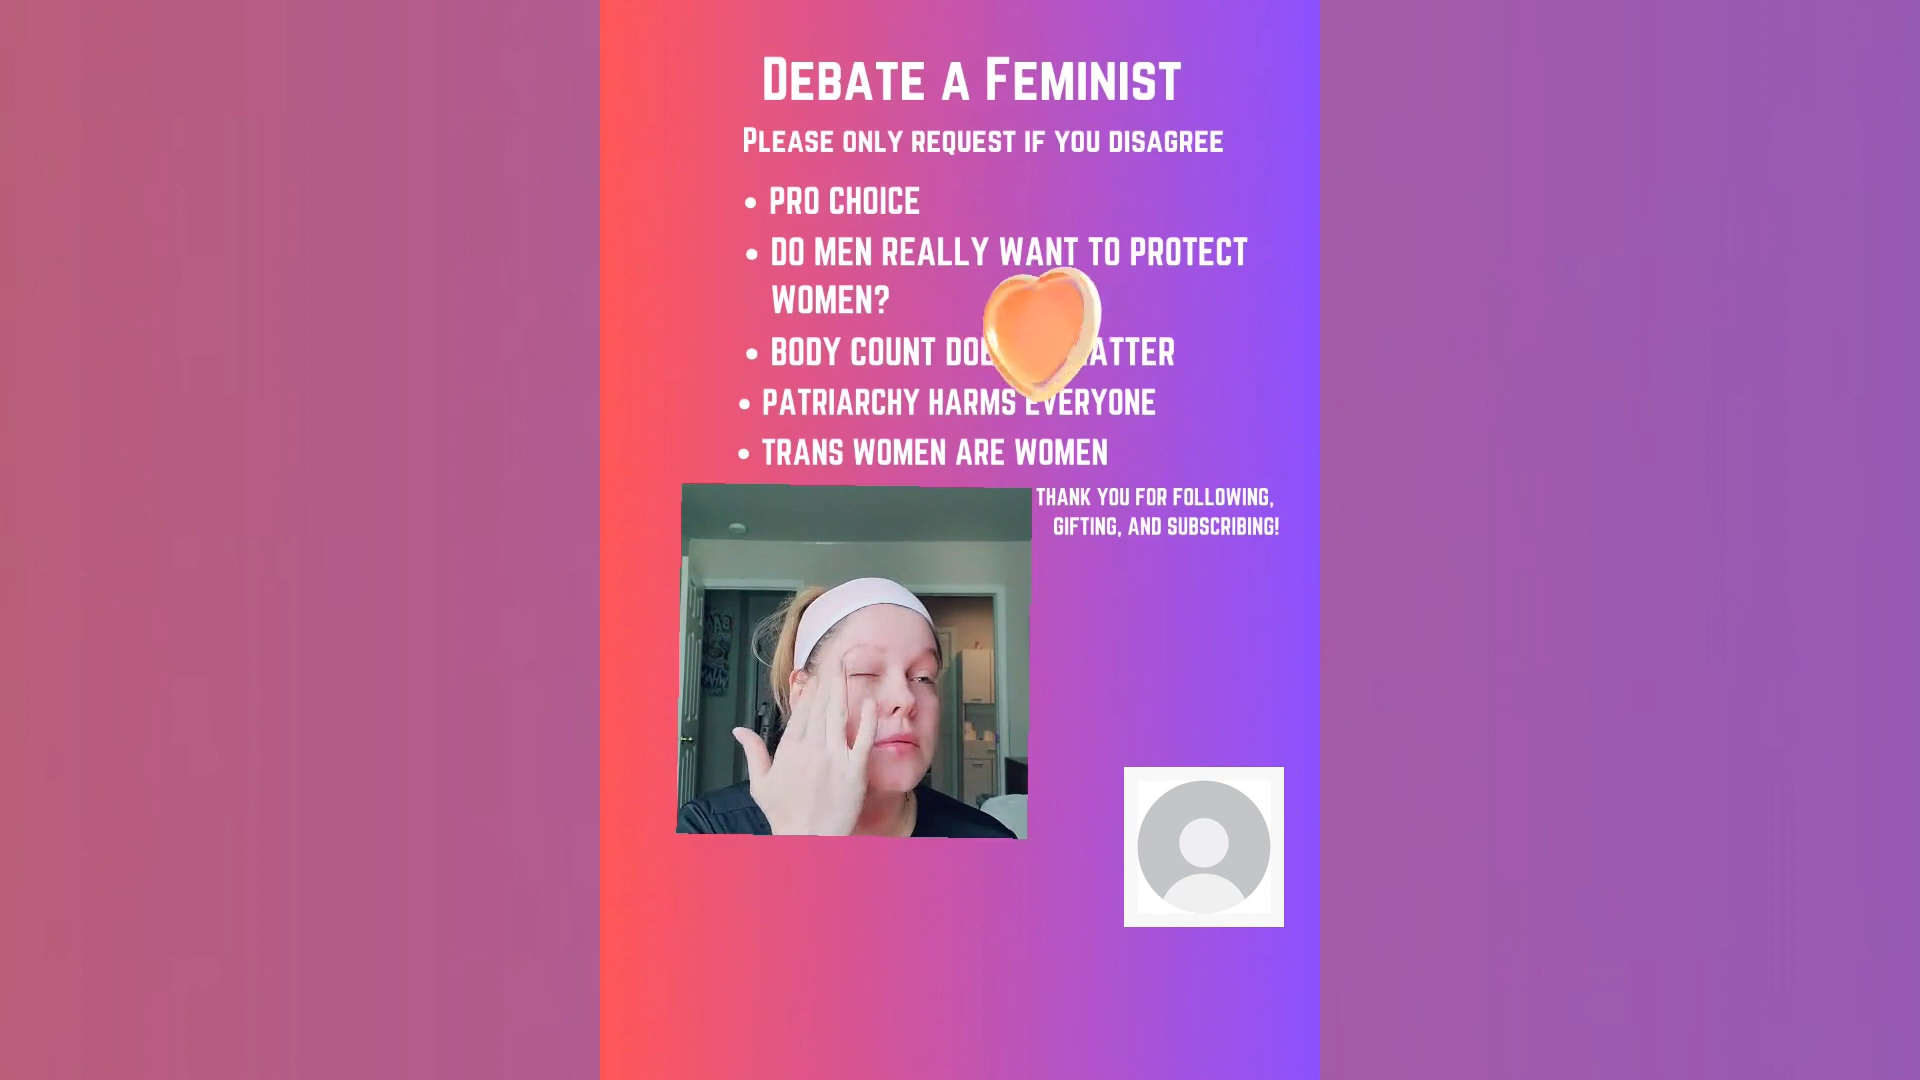 DEBATE A FEMINIST
PLEASE ONLY REQUEST IF YOU DISAGREE
• PRO CHOICE
• DO MEN REALLY WANT TO PROTECT
WOMEN?
• BODY COUNT
• PATRIARCHY HARMS EVERYONE
• TRANS WOMEN ARE WOMEN
THANK YOU FOR FOLLOWING,
GIFTING, AND SUBSCRIBING!